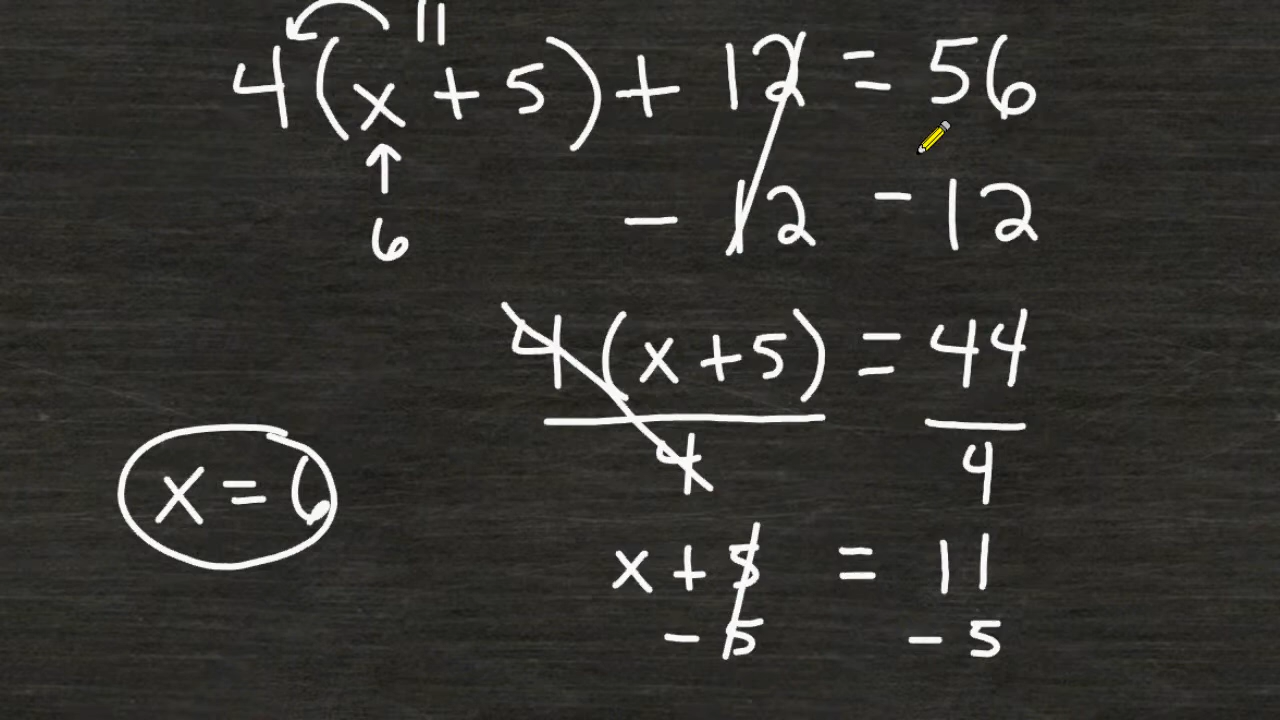 11
4(x + 5) + 12 = 56
6
- 12 - 12
4(x + 5) = 44
4 4
x = 6
x + 5 = 11
- 5 - 5